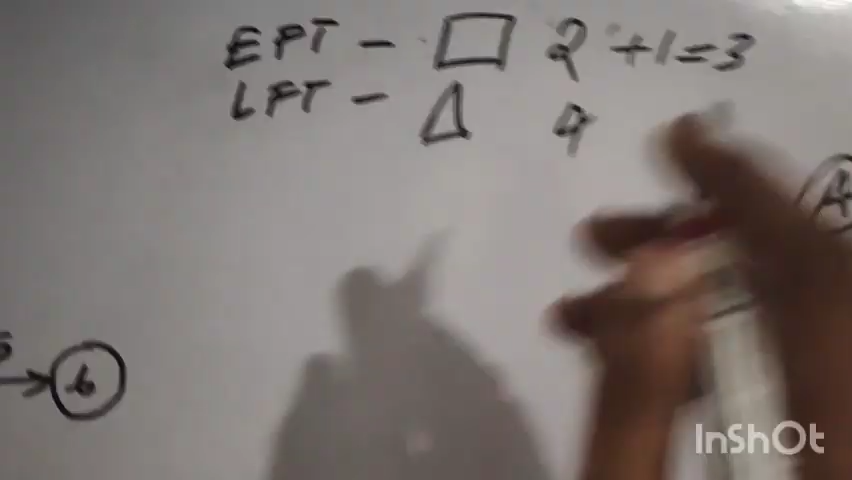 EFT - □ 2 +1=3
LFT - Δ 4
A
6
InShOt